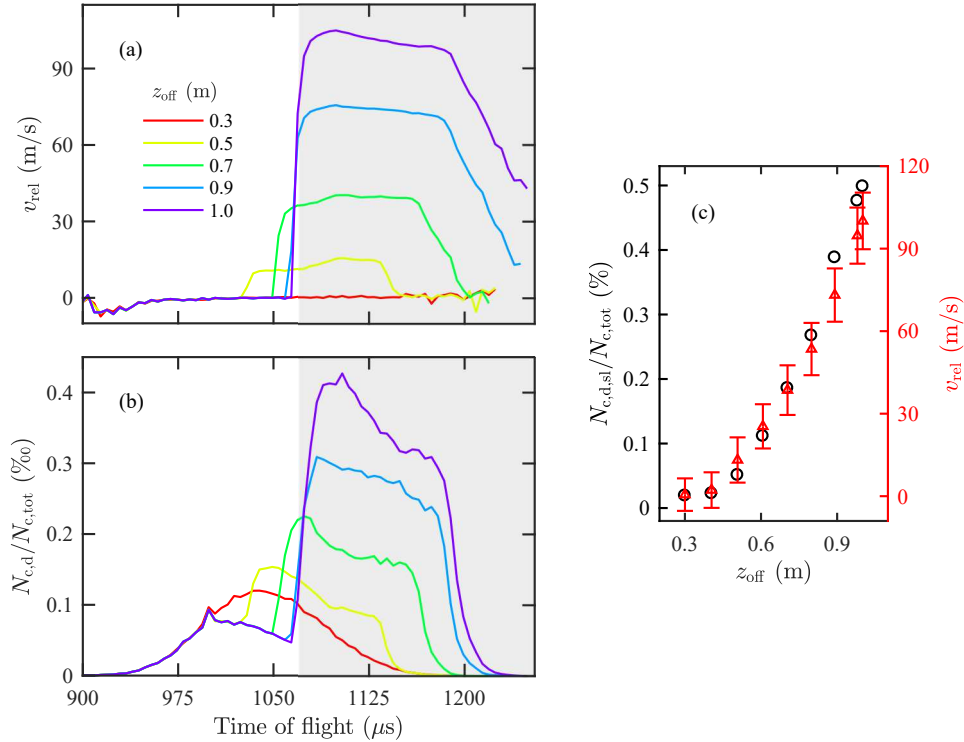 (a)
z_off (m)
0.3
0.5
0.7
0.9
1.0
90
60
30
0
v_rel (m/s)
(b)
0.4
0.3
0.2
0.1
0
N_c,d/N_c,tot (‰)
900 975 1050 1125 1200
Time of flight (μs)
(c)
0.5
0.4
0.3
0.2
0.1
0
N_c,d,sl/N_c,tot (%)
120
90
60
30
0
v_rel (m/s)
0.3 0.6 0.9
z_off (m)